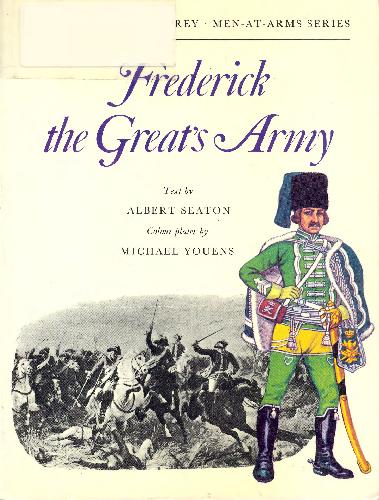 REY · MEN-AT-ARMS SERIES
Frederick
the Great's Army
Text by
ALBERT SEATON
Colour plates by
MICHAEL YOUENS